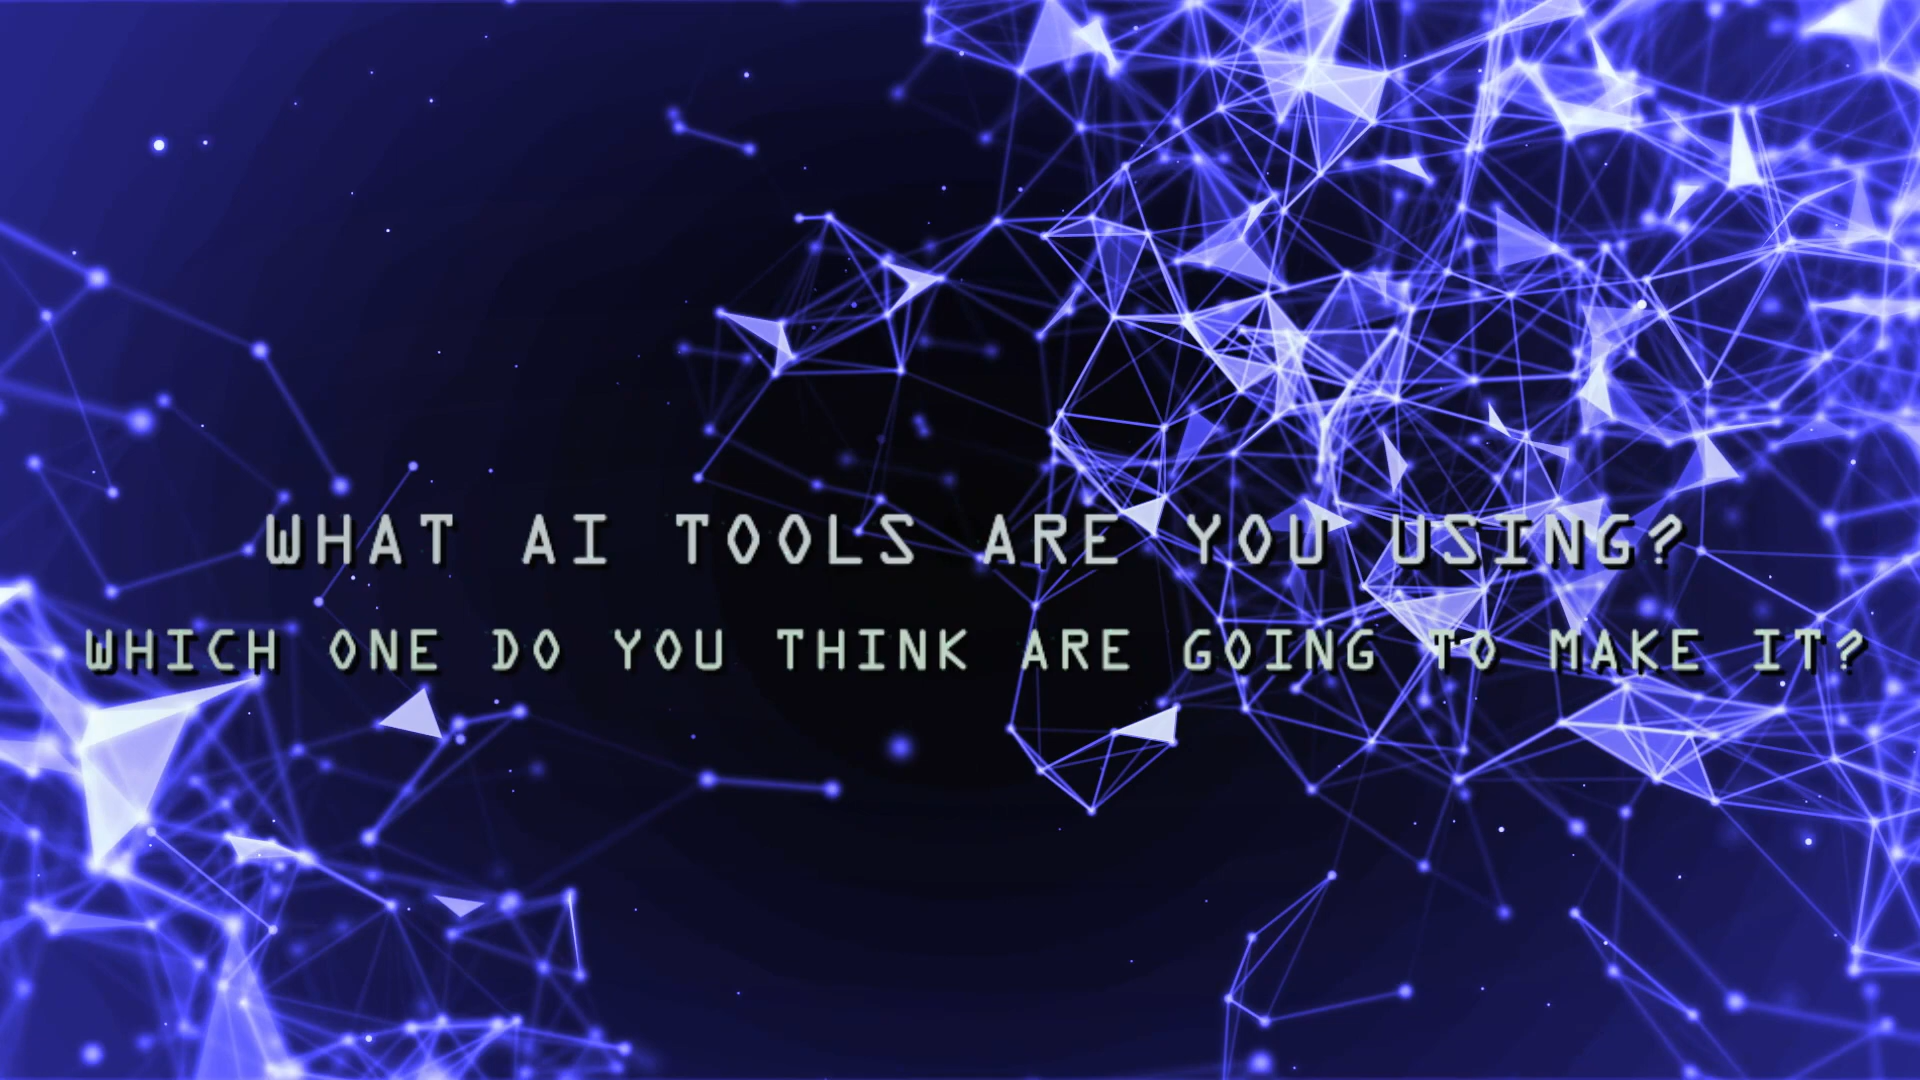 WHAT AI TOOLS ARE YOU USING?
WHICH ONE DO YOU THINK ARE GOING TO MAKE IT?